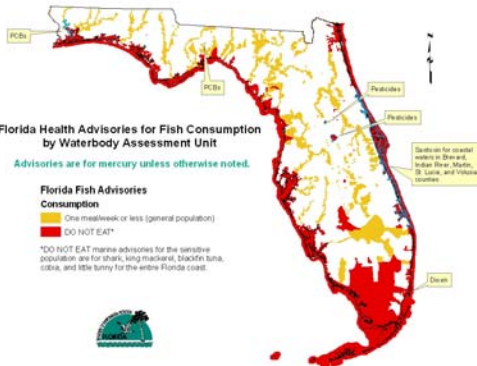 PCBs
PCBs
Pesticides
Pesticides
Florida Health Advisories for Fish Consumption
by Waterbody Assessment Unit
Advisories are for mercury unless otherwise noted.
Saxitoxin for coastal
waters in Brevard,
Indian River, Martin,
St. Lucie, and Volusia
counties
Florida Fish Advisories
Consumption
One meal/week or less (general population)
DO NOT EAT*
*DO NOT EAT marine advisories for the sensitive
population are for shark, king mackerel, blackfin tuna,
cobia, and little tunny for the entire Florida coast.
Dioxin
FLORIDA